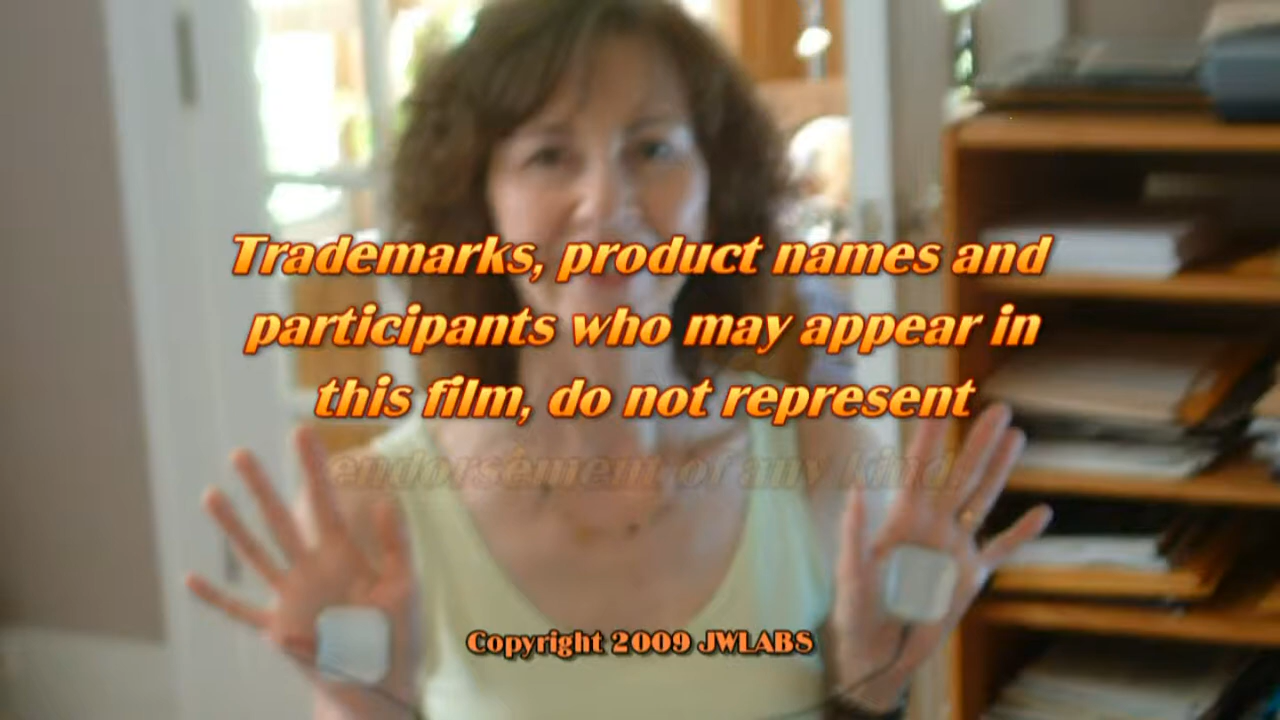 Trademarks, product names and
participants who may appear in
this film, do not represent
endorsement of any kind.
Copyright 2009 JWLABS